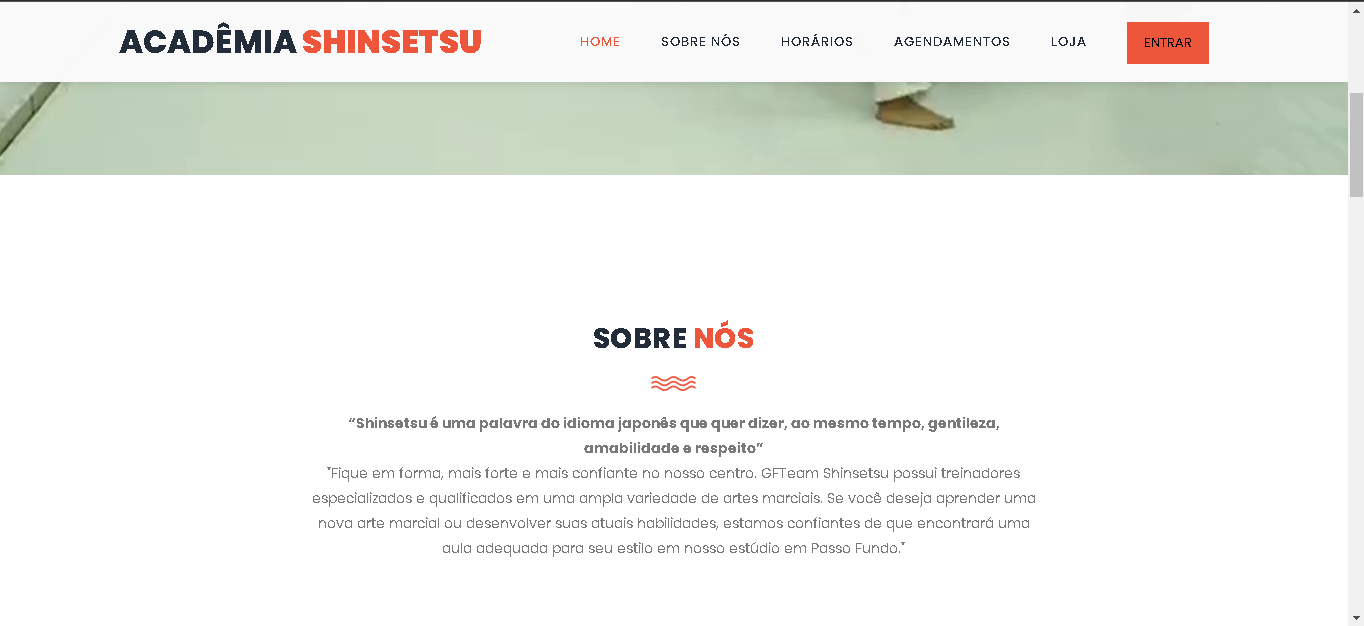 ACADÊMIA SHINSETSU HOME SOBRE NÓS HORÁRIOS AGENDAMENTOS LOJA ENTRAR
SOBRE NÓS
“Shinsetsu é uma palavra do idioma japonês que quer dizer, ao mesmo tempo, gentileza,
amabilidade e respeito”
"Fique em forma, mais forte e mais confiante no nosso centro. GFTeam Shinsetsu possui treinadores
especializados e qualificados em uma ampla variedade de artes marciais. Se você deseja aprender uma
nova arte marcial ou desenvolver suas atuais habilidades, estamos confiantes de que encontrará uma
aula adequada para seu estilo em nosso estúdio em Passo Fundo."